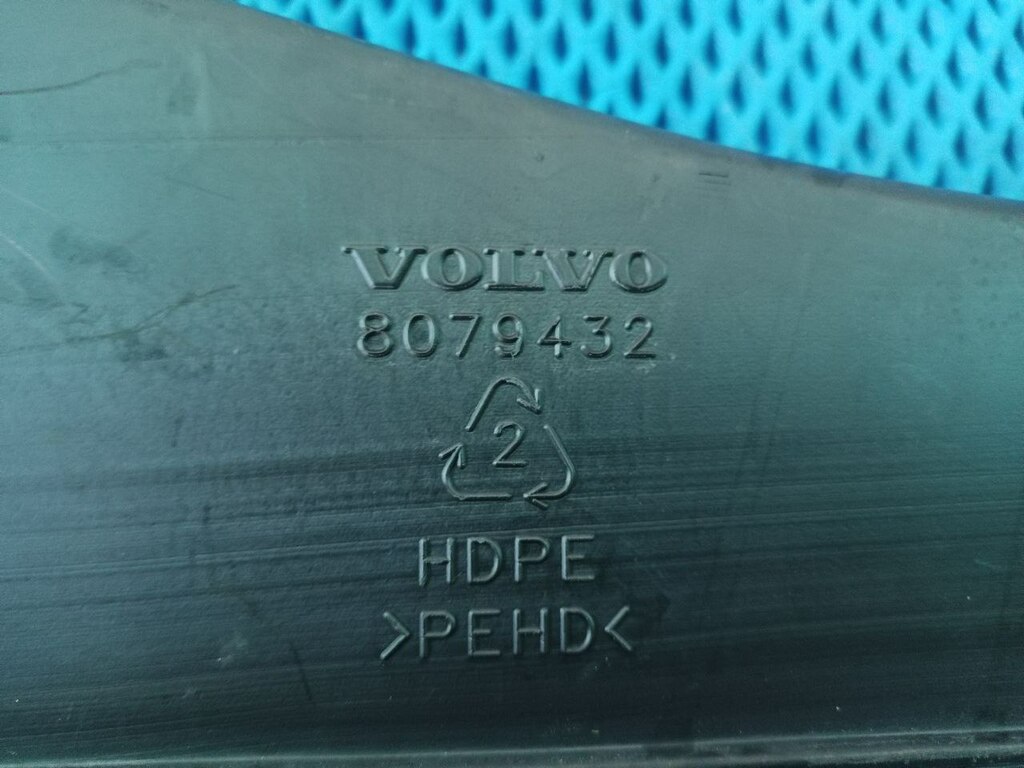 VOLVO
8079432
2
HDPE
>PEHD<